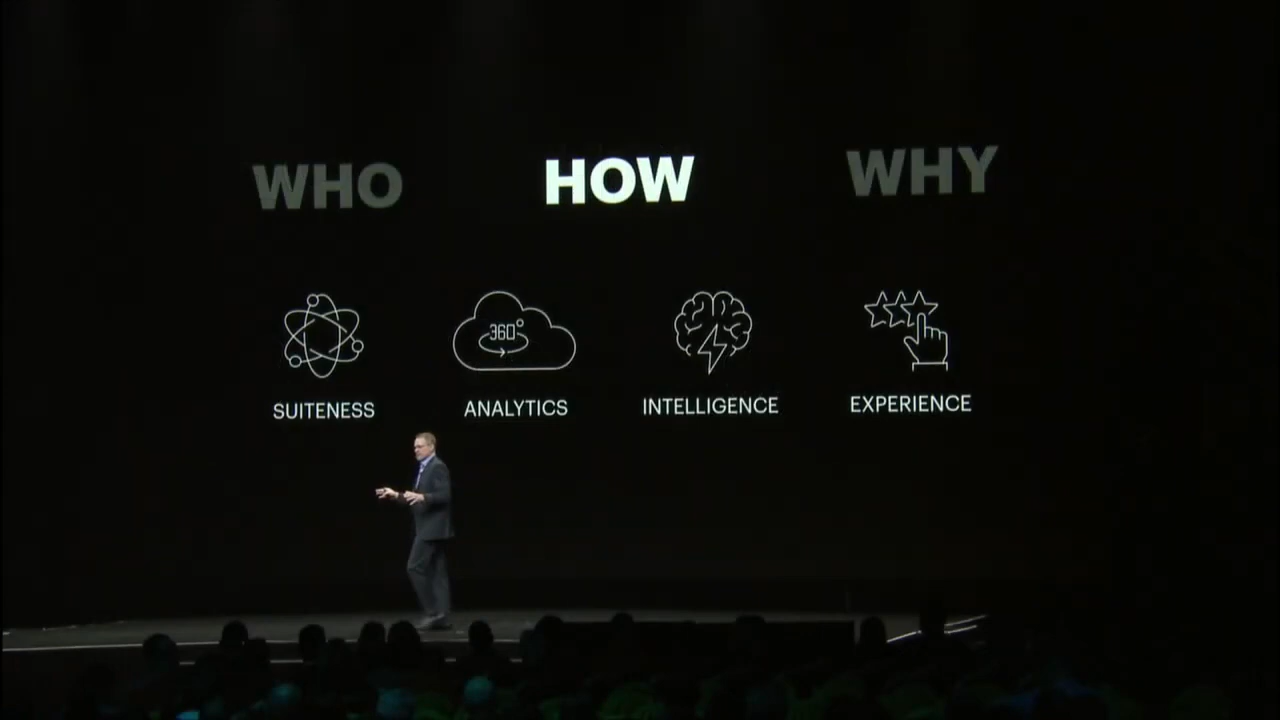 WHO HOW WHY
360°
SUITENESS ANALYTICS INTELLIGENCE EXPERIENCE